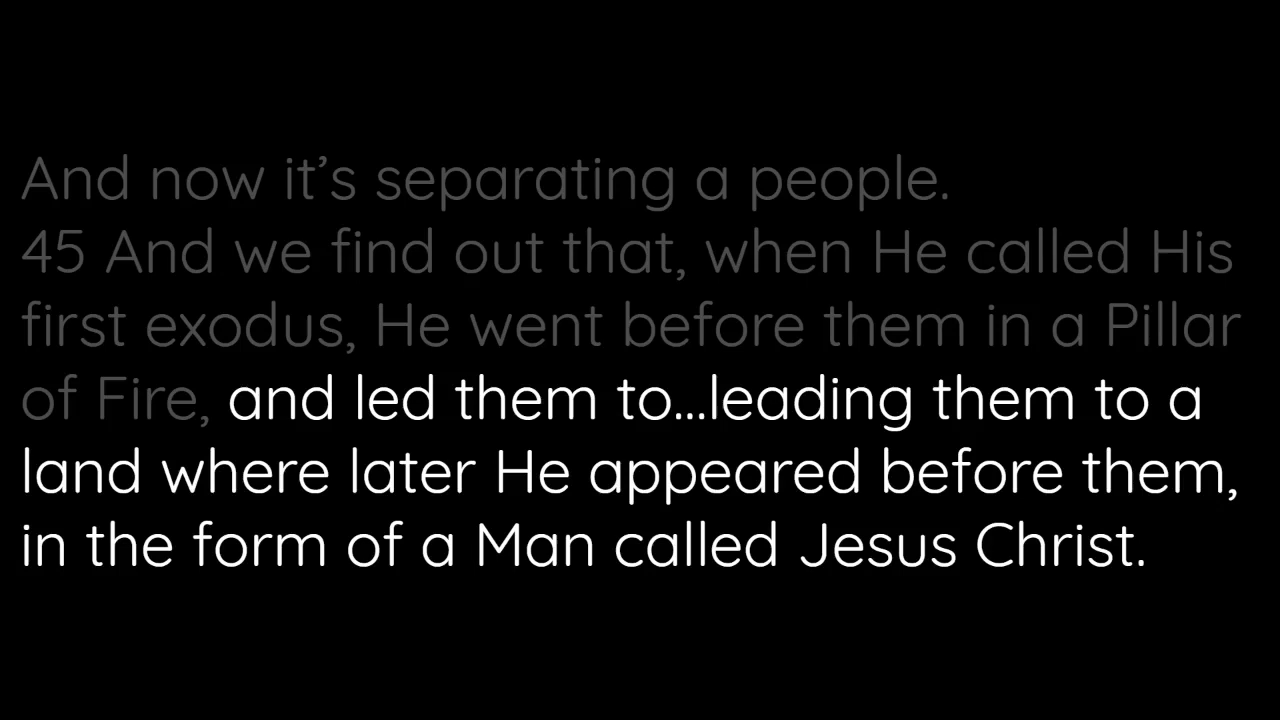 And now it’s separating a people.
45 And we find out that, when He called His
first exodus, He went before them in a Pillar
of Fire, and led them to...leading them to a
land where later He appeared before them,
in the form of a Man called Jesus Christ.